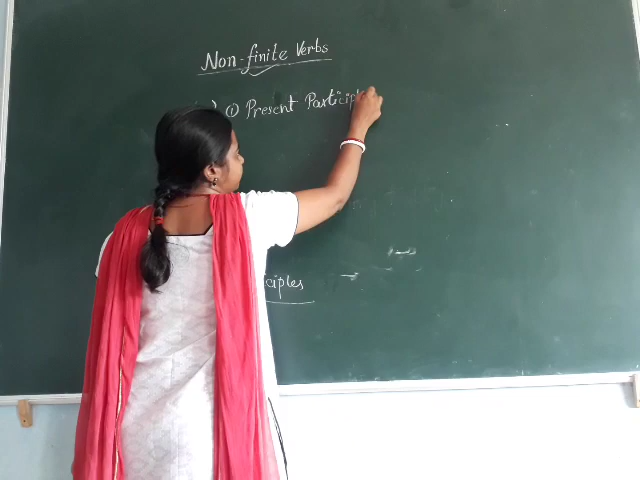 Non-finite Verbs
) ① Present Particip
ciples